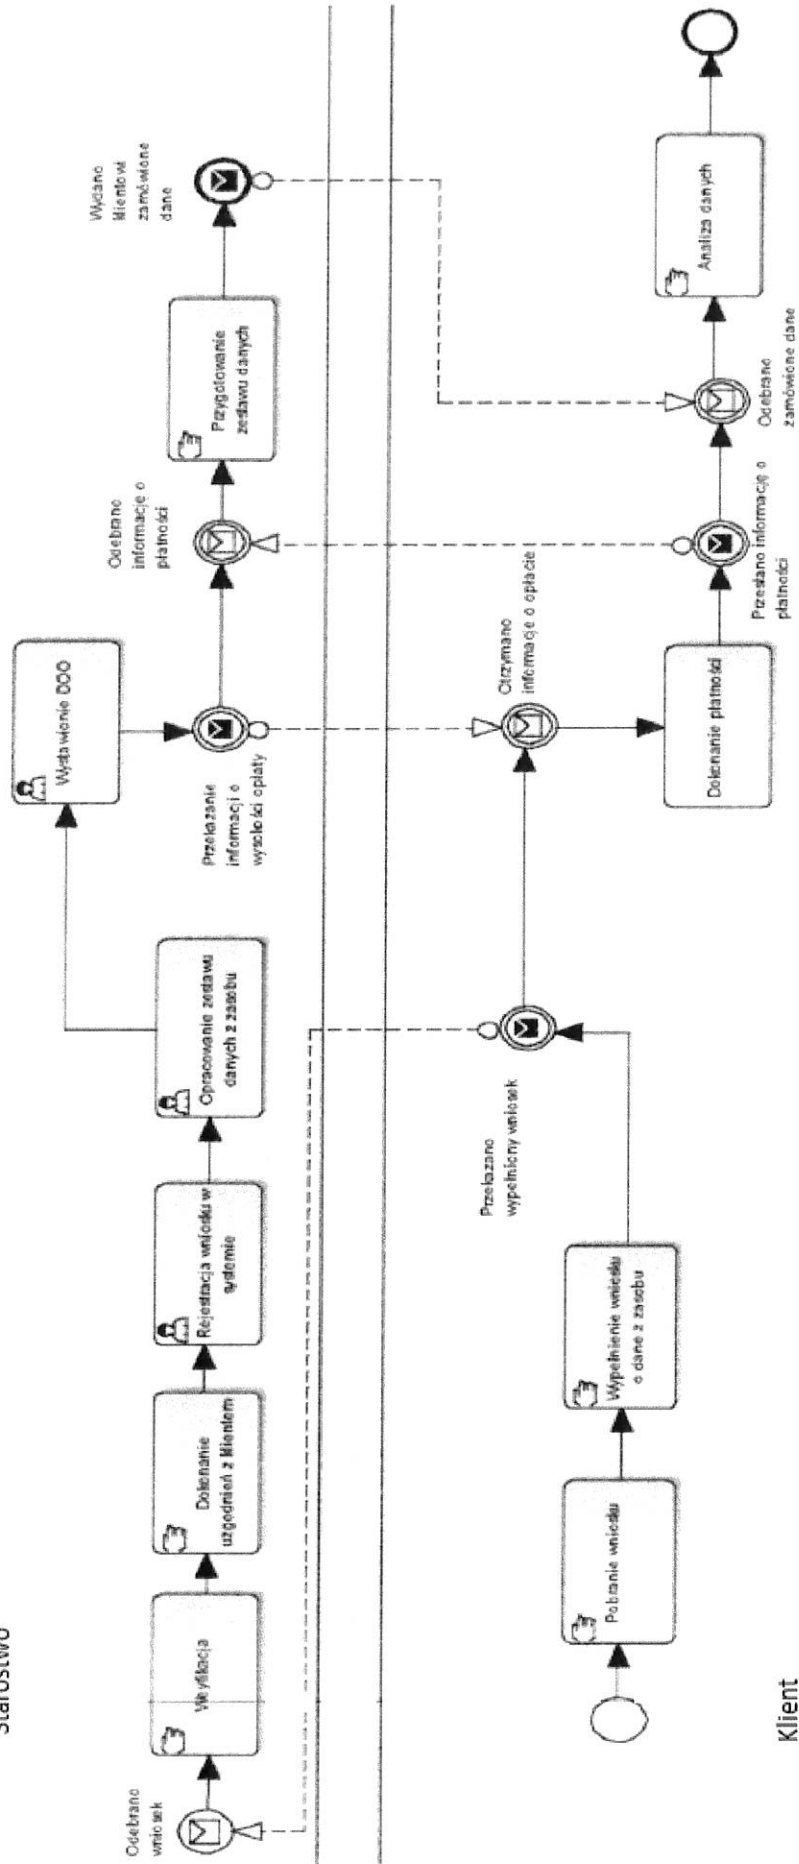 Starostwo
Odebrano
wniosek
Weryfikacja
Dokonanie
uzgodnień z klientem
Rejestracja wniosku w
systemie
Opracowanie zestawu
danych z zasobu
Wystawienie DOO
Przekazanie
informacji o
wysokości opłaty
Odebrano
informacje o
płatności
Przygotowanie
zestawu danych
Wydano
klientowi
zamówione
dane
Klient
Pobranie wniosku
Wypełnienie wniosku
o dane z zasobu
Przekazano
wypełniony wniosek
Otrzymano
informacje o opłacie
Dokonanie płatności
Przesłano informację o
płatności
Odebrano
zamówione dane
Analiza danych